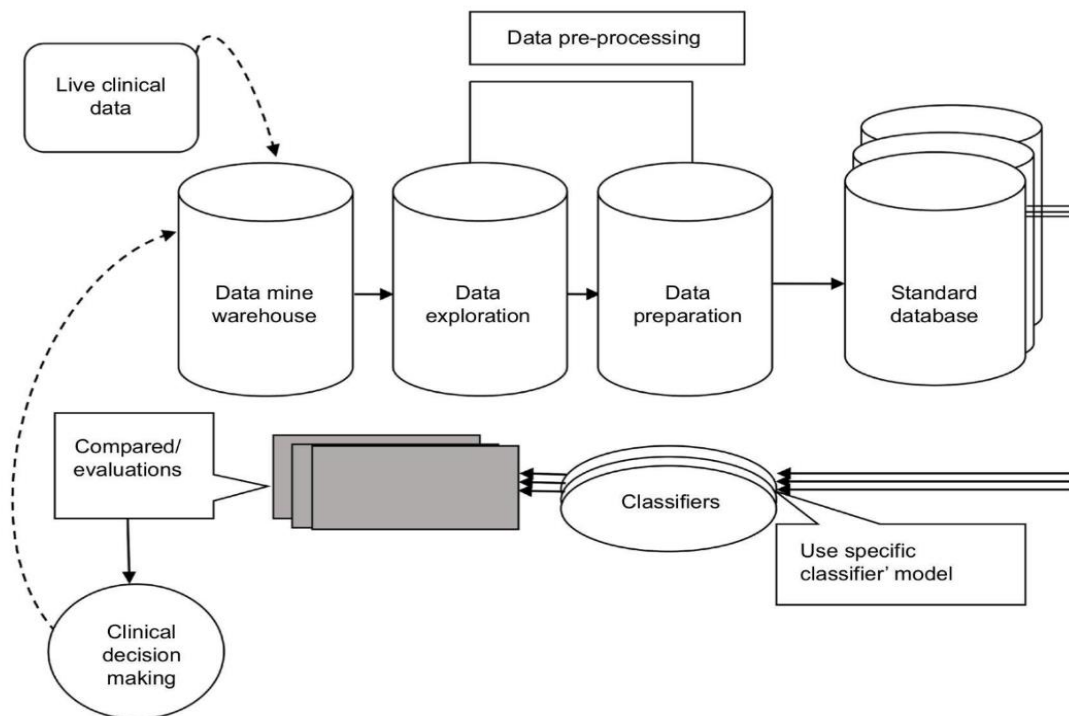 Data pre-processing
Live clinical
data
Data mine
warehouse
Data
exploration
Data
preparation
Standard
database
Compared/
evaluations
Classifiers
Use specific
classifier’ model
Clinical
decision
making